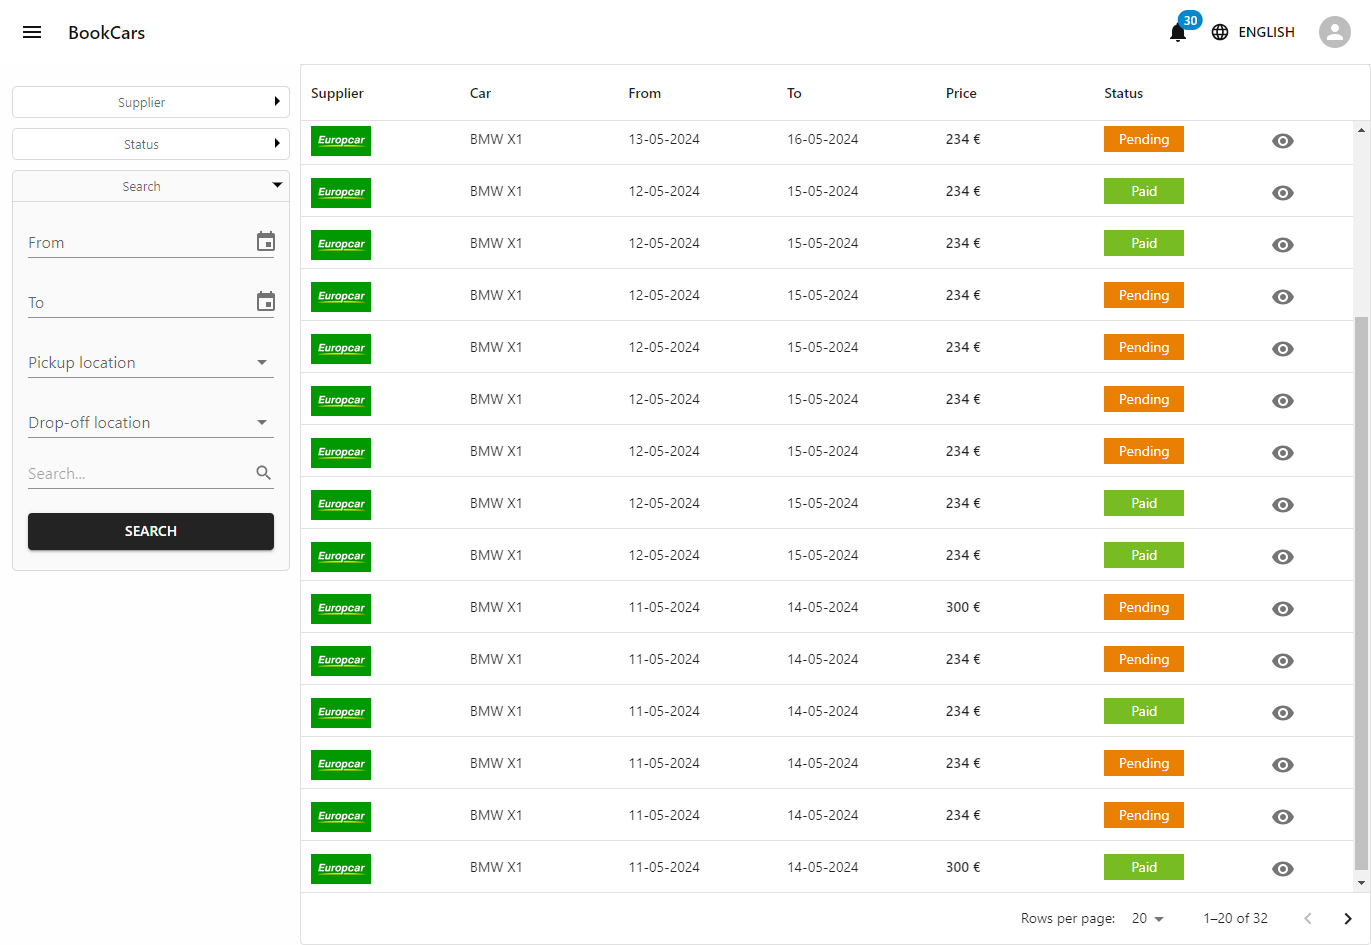 BookCars
30
ENGLISH
Supplier
Status
Search
From
To
Pickup location
Drop-off location
Search...
SEARCH
Supplier Car From To Price Status
Europcar BMW X1 13-05-2024 16-05-2024 234 € Pending
Europcar BMW X1 12-05-2024 15-05-2024 234 € Paid
Europcar BMW X1 12-05-2024 15-05-2024 234 € Paid
Europcar BMW X1 12-05-2024 15-05-2024 234 € Pending
Europcar BMW X1 12-05-2024 15-05-2024 234 € Pending
Europcar BMW X1 12-05-2024 15-05-2024 234 € Pending
Europcar BMW X1 12-05-2024 15-05-2024 234 € Pending
Europcar BMW X1 12-05-2024 15-05-2024 234 € Paid
Europcar BMW X1 12-05-2024 15-05-2024 234 € Paid
Europcar BMW X1 11-05-2024 14-05-2024 300 € Pending
Europcar BMW X1 11-05-2024 14-05-2024 234 € Pending
Europcar BMW X1 11-05-2024 14-05-2024 234 € Paid
Europcar BMW X1 11-05-2024 14-05-2024 234 € Pending
Europcar BMW X1 11-05-2024 14-05-2024 234 € Pending
Europcar BMW X1 11-05-2024 14-05-2024 300 € Paid
Rows per page: 20 1–20 of 32